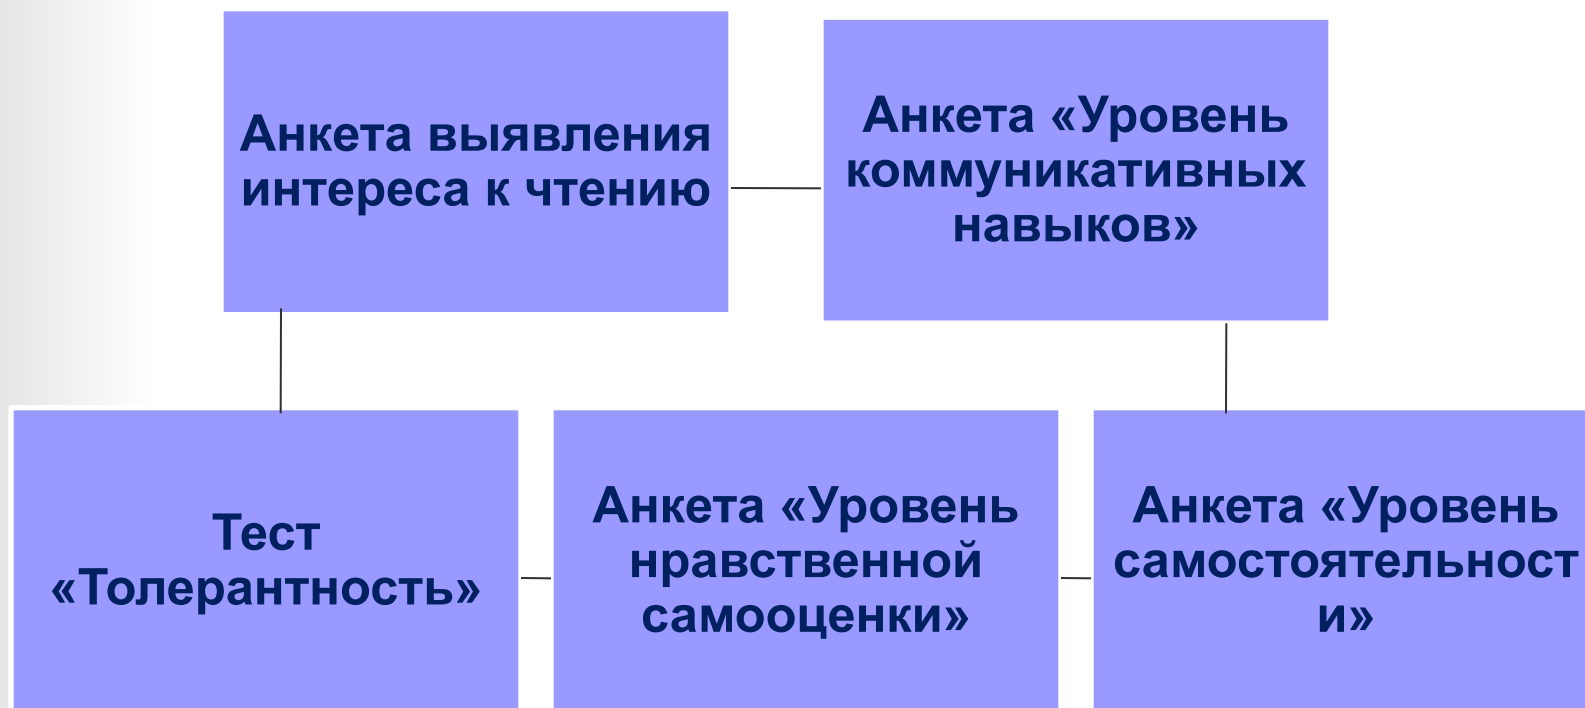 Анкета выявления
интереса к чтению
Анкета «Уровень
коммуникативных
навыков»
Тест
«Толерантность»
Анкета «Уровень
нравственной
самооценки»
Анкета «Уровень
самостоятельност
и»